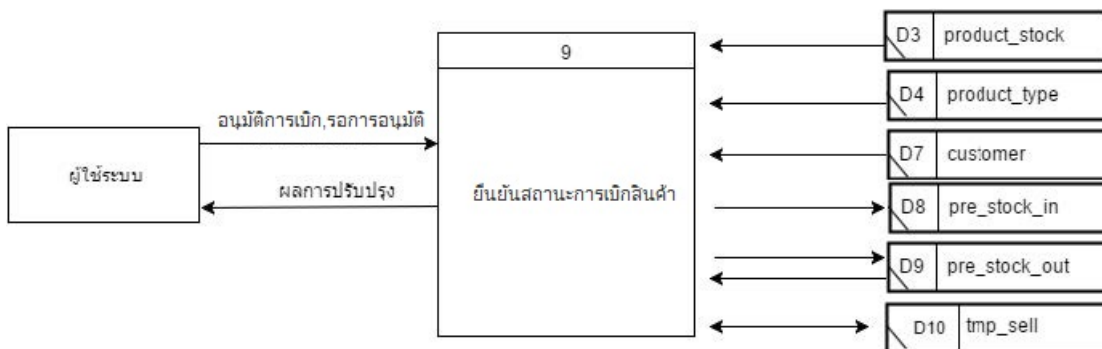 9
อนุมัติการเบิก,รอการอนุมัติ
ผู้ใช้ระบบ
ผลการปรับปรุง
ยืนยันสถานะการเบิกสินค้า
D3 product_stock
D4 product_type
D7 customer
D8 pre_stock_in
D9 pre_stock_out
D10 tmp_sell